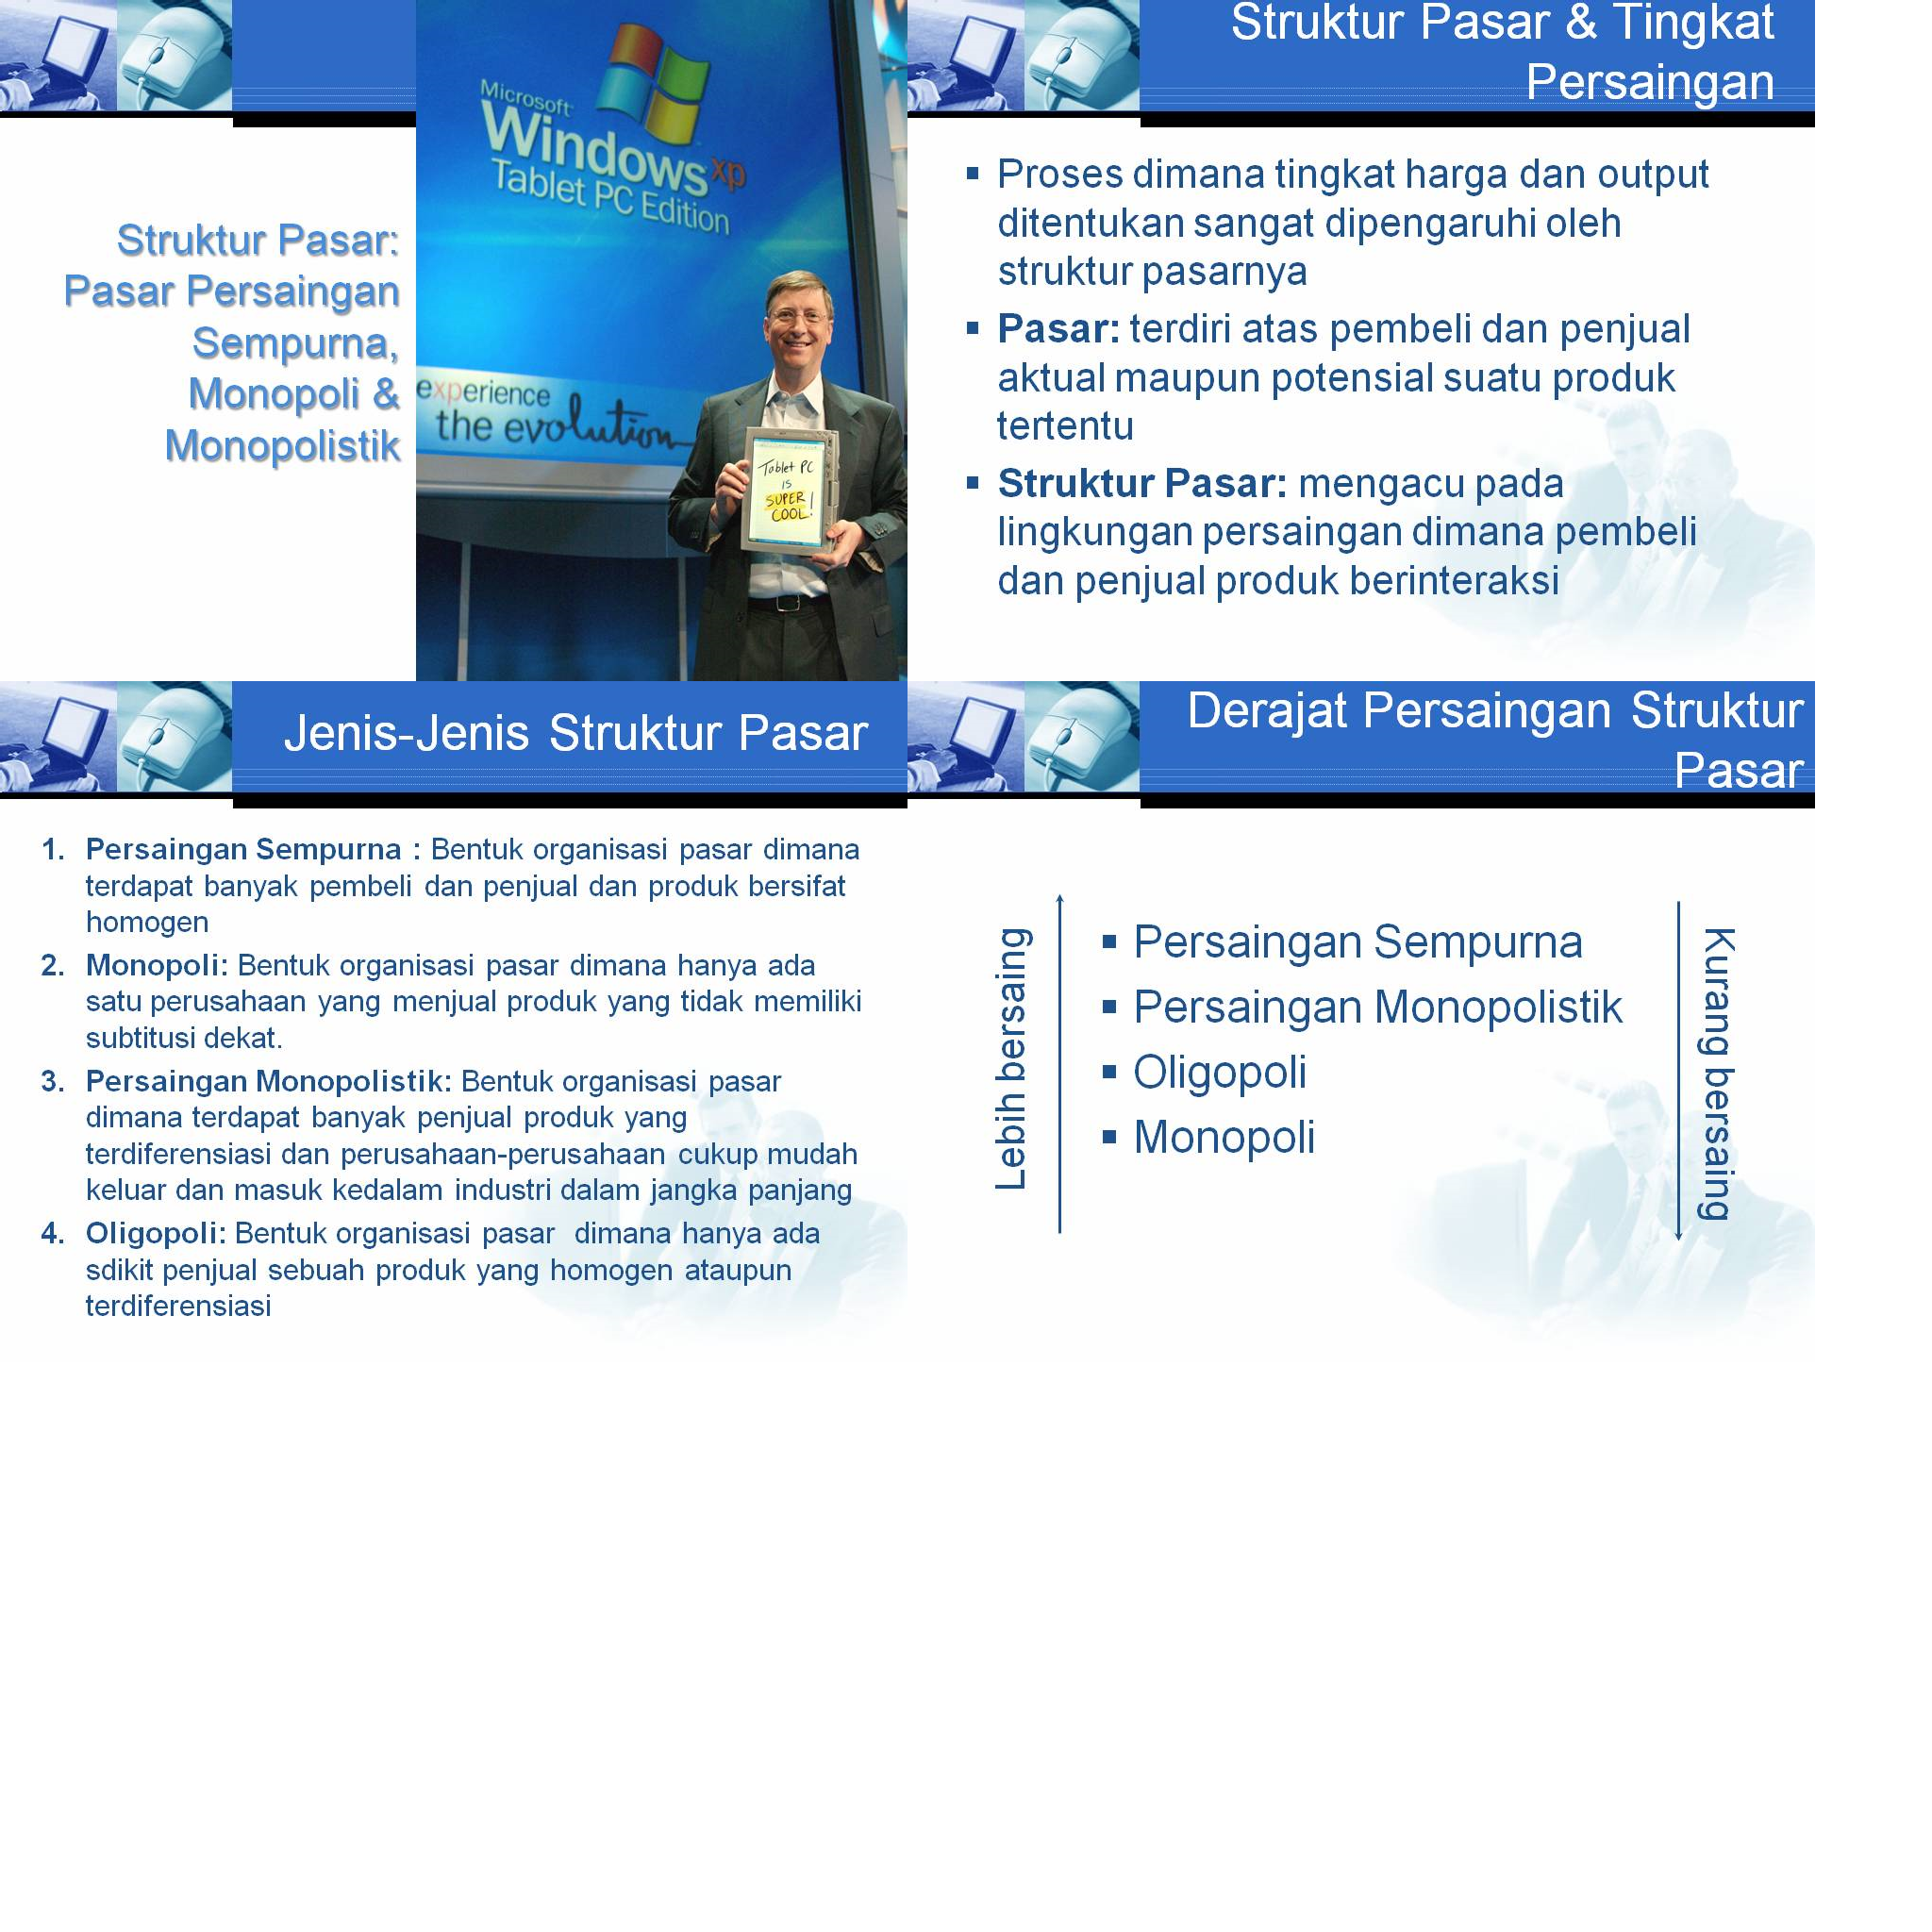 Microsoft
Windows xp
Tablet PC Edition
experience
the evolution
Tablet PC
IS
SUPER
COOL!
Struktur Pasar:
Pasar Persaingan
Sempurna,
Monopoli &
Monopolistik
Struktur Pasar & Tingkat
Persaingan
Proses dimana tingkat harga dan output
ditentukan sangat dipengaruhi oleh
struktur pasarnya
Pasar: terdiri atas pembeli dan penjual
aktual maupun potensial suatu produk
tertentu
Struktur Pasar: mengacu pada
lingkungan persaingan dimana pembeli
dan penjual produk berinteraksi
Jenis-Jenis Struktur Pasar
1. Persaingan Sempurna : Bentuk organisasi pasar dimana
terdapat banyak pembeli dan penjual dan produk bersifat
homogen
2. Monopoli: Bentuk organisasi pasar dimana hanya ada
satu perusahaan yang menjual produk yang tidak memiliki
subtitusi dekat.
3. Persaingan Monopolistik: Bentuk organisasi pasar
dimana terdapat banyak penjual produk yang
terdiferensiasi dan perusahaan-perusahaan cukup mudah
keluar dan masuk kedalam industri dalam jangka panjang
4. Oligopoli: Bentuk organisasi pasar dimana hanya ada
sdikit penjual sebuah produk yang homogen ataupun
terdiferensiasi
Derajat Persaingan Struktur
Pasar
Lebih bersaing
Persaingan Sempurna
Persaingan Monopolistik
Oligopoli
Monopoli
Kurang bersaing